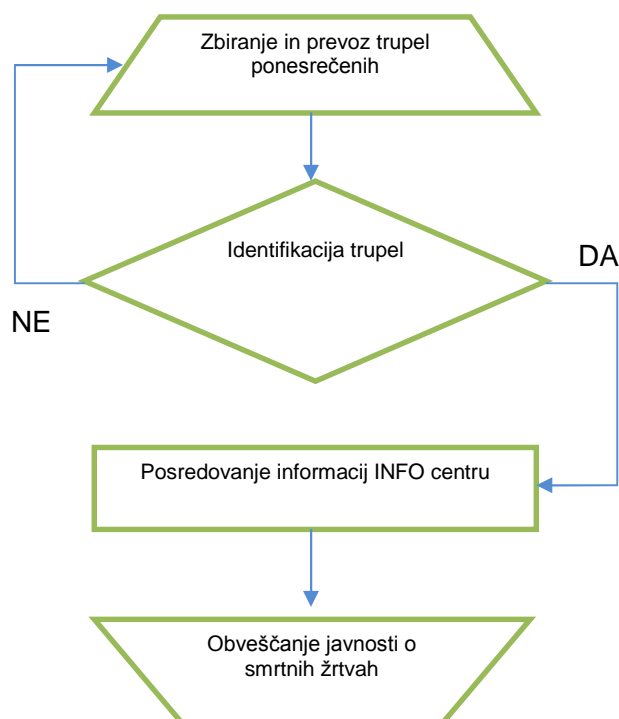 Zbiranje in prevoz trupel
ponesrečenih
Identifikacija trupel
DA
NE
Posredovanje informacij INFO centru
Obveščanje javnosti o
smrtnih žrtvah